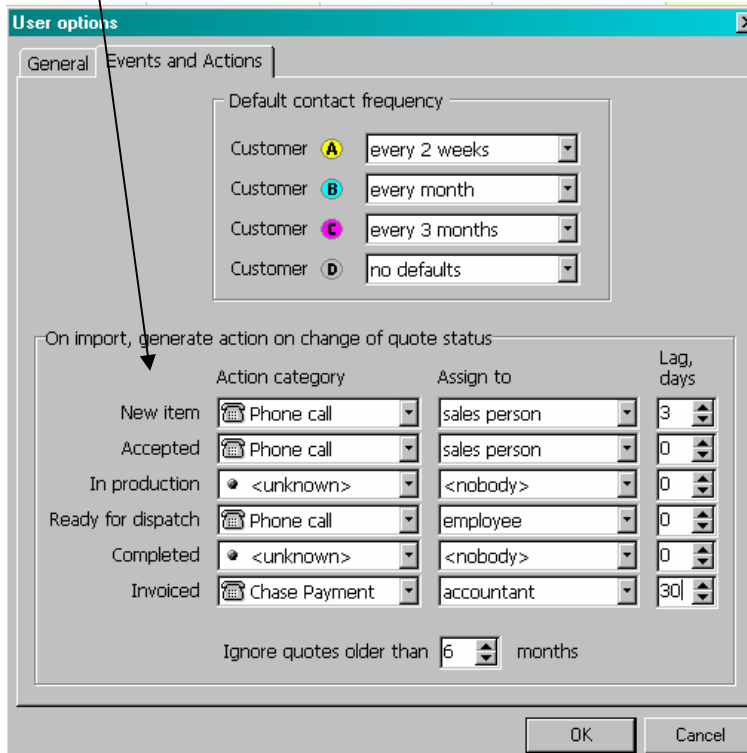 User options
General Events and Actions
Default contact frequency
Customer A every 2 weeks
Customer B every month
Customer C every 3 months
Customer D no defaults
On import, generate action on change of quote status
Action category Assign to Lag, days
New item Phone call sales person 3
Accepted Phone call sales person 0
In production <unknown> <nobody> 0
Ready for dispatch Phone call employee 0
Completed <unknown> <nobody> 0
Invoiced Chase Payment accountant 30
Ignore quotes older than 6 months
OK Cancel